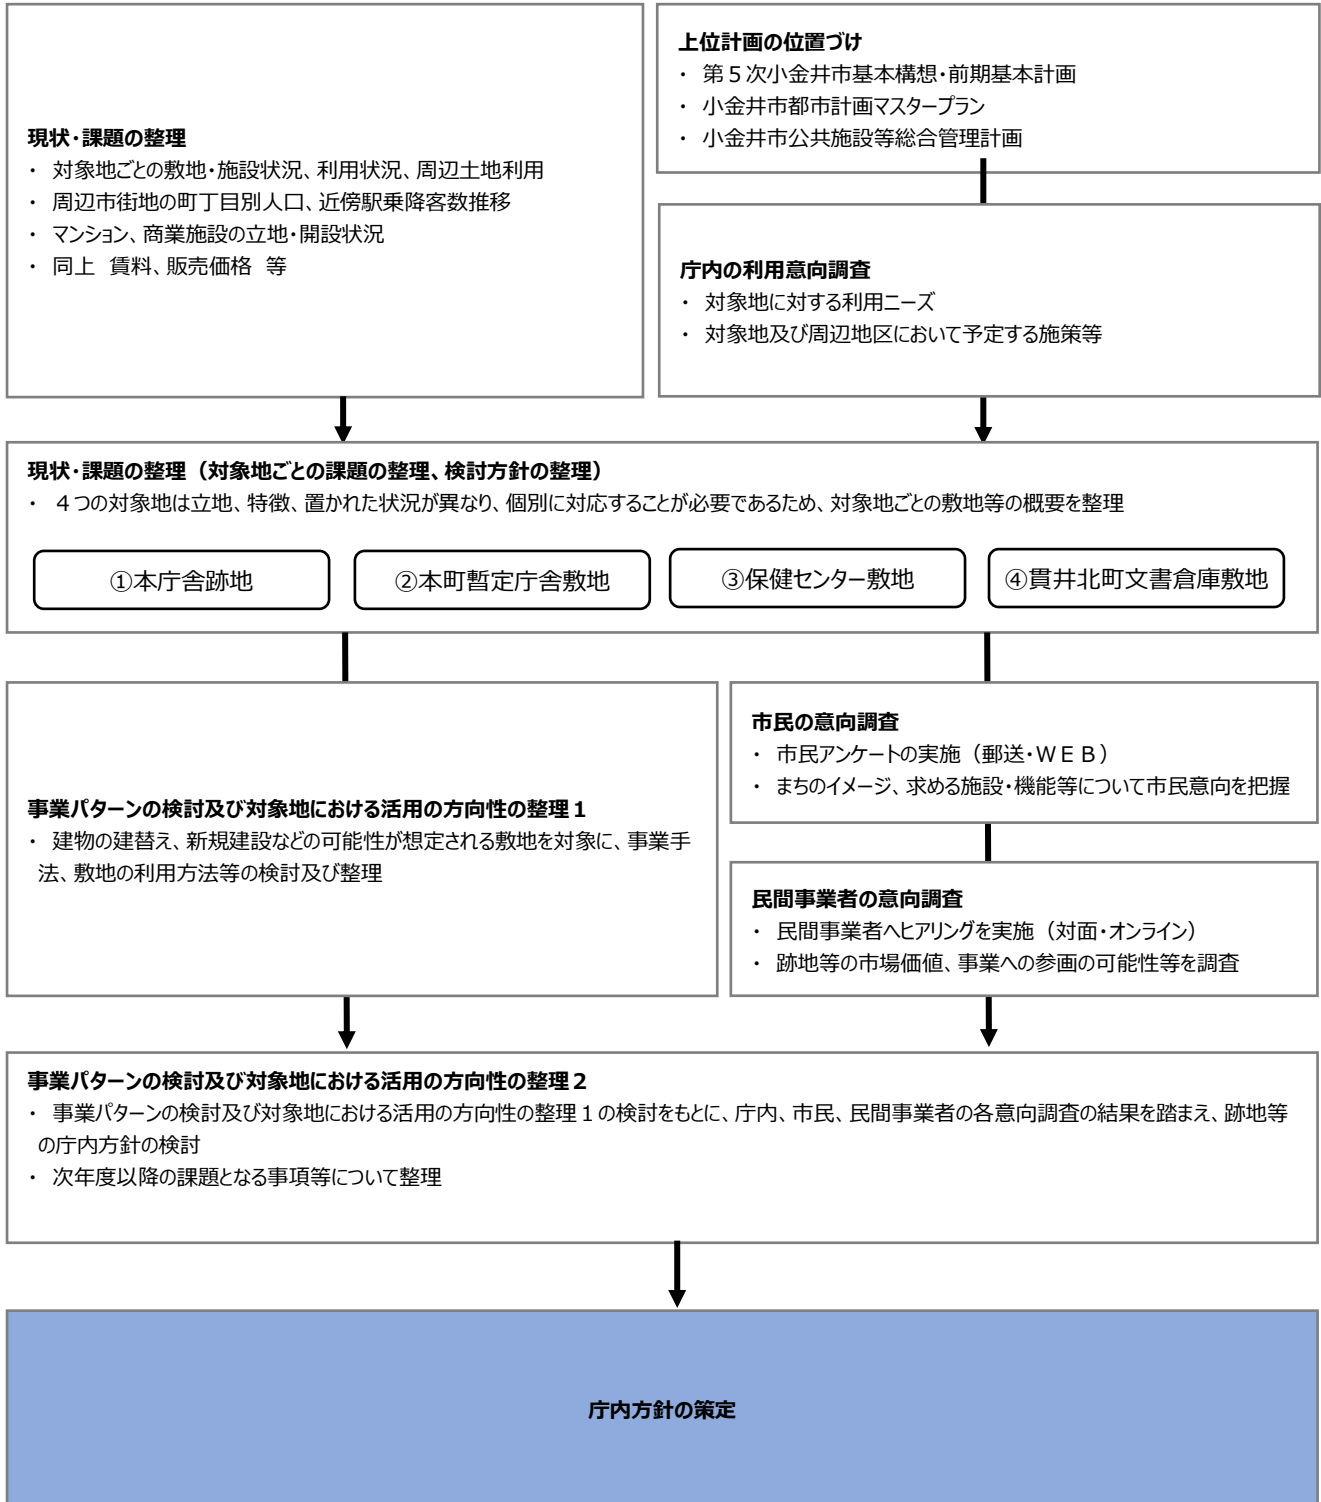 現状・課題の整理
・ 対象地ごとの敷地・施設状況、利用状況、周辺土地利用
・ 周辺市街地の町丁目別人口、近傍駅乗降客数推移
・ マンション、商業施設の立地・開設状況
・ 同上　賃料、販売価格　等
上位計画の位置づけ
・ 第５次小金井市基本構想・前期基本計画
・ 小金井市都市計画マスタープラン
・ 小金井市公共施設等総合管理計画
庁内の利用意向調査
・ 対象地に対する利用ニーズ
・ 対象地及び周辺地区において予定する施策等
現状・課題の整理（対象地ごとの課題の整理、検討方針の整理）
・ ４つの対象地は立地、特徴、置かれた状況が異なり、個別に対応することが必要であるため、対象地ごとの敷地等の概要を整理
①本庁舎跡地
②本町暫定庁舎敷地
③保健センター敷地
④貫井北町文書倉庫敷地
事業パターンの検討及び対象地における活用の方向性の整理１
・ 建物の建替え、新規建設などの可能性が想定される敷地を対象に、事業手
法、敷地の利用方法等の検討及び整理
市民の意向調査
・ 市民アンケートの実施（郵送・ＷＥＢ）
・ まちのイメージ、求める施設・機能等について市民意向を把握
民間事業者の意向調査
・ 民間事業者へヒアリングを実施（対面・オンライン）
・ 跡地等の市場価値、事業への参画の可能性等を調査
事業パターンの検討及び対象地における活用の方向性の整理２
・ 事業パターンの検討及び対象地における活用の方向性の整理１の検討をもとに、庁内、市民、民間事業者の各意向調査の結果を踏まえ、跡地等
の庁内方針の検討
・ 次年度以降の課題となる事項等について整理
庁内方針の策定